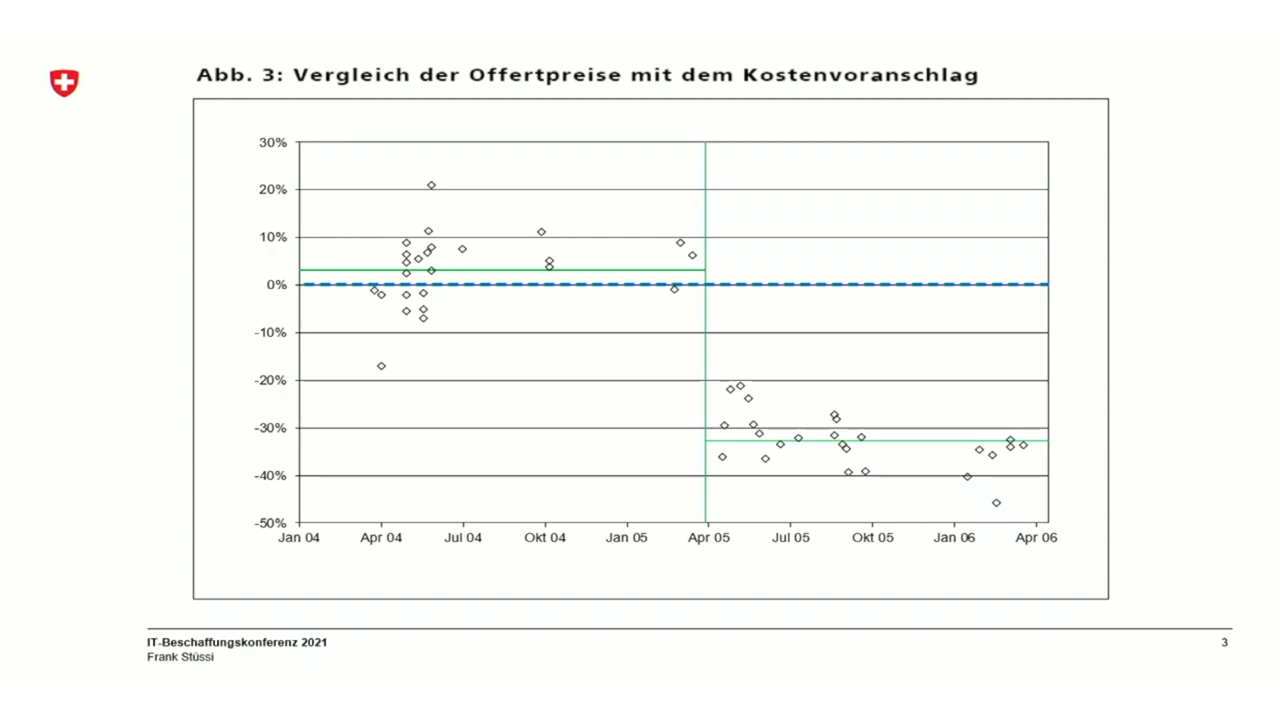 Abb. 3: Vergleich der Offertpreise mit dem Kostenvoranschlag
30%
20%
10%
0%
-10%
-20%
-30%
-40%
-50%
Jan 04 Apr 04 Jul 04 Okt 04 Jan 05 Apr 05 Jul 05 Okt 05 Jan 06 Apr 06
IT-Beschaffungskonferenz 2021 3
Frank Stüssi